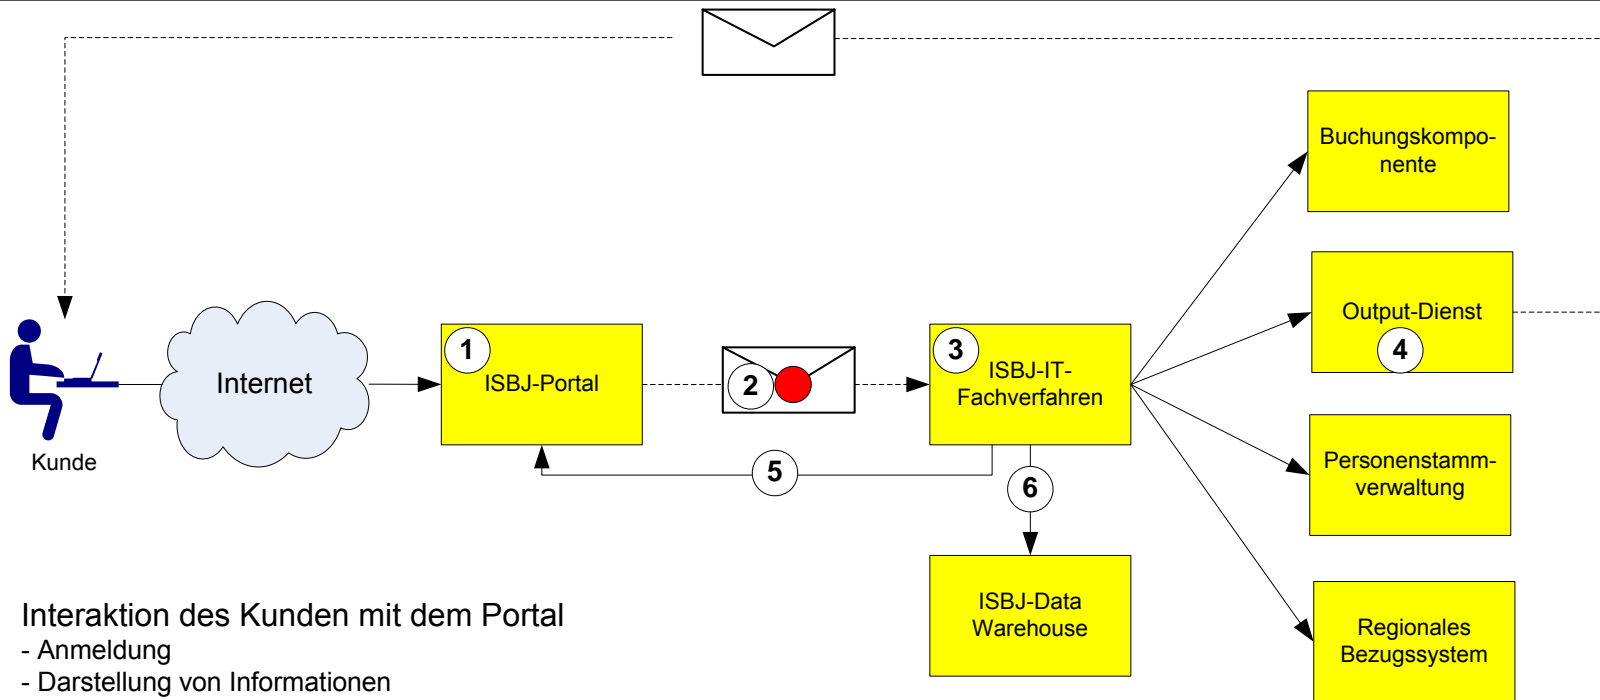 Buchungskompo-
nente
Output-Dienst
4
1
ISBJ-Portal
2
3
ISBJ-IT-
Fachverfahren
Internet
Kunde
5
6
Personenstamm-
verwaltung
ISBJ-Data
Warehouse
Regionales
Bezugssystem
Interaktion des Kunden mit dem Portal
- Anmeldung
- Darstellung von Informationen